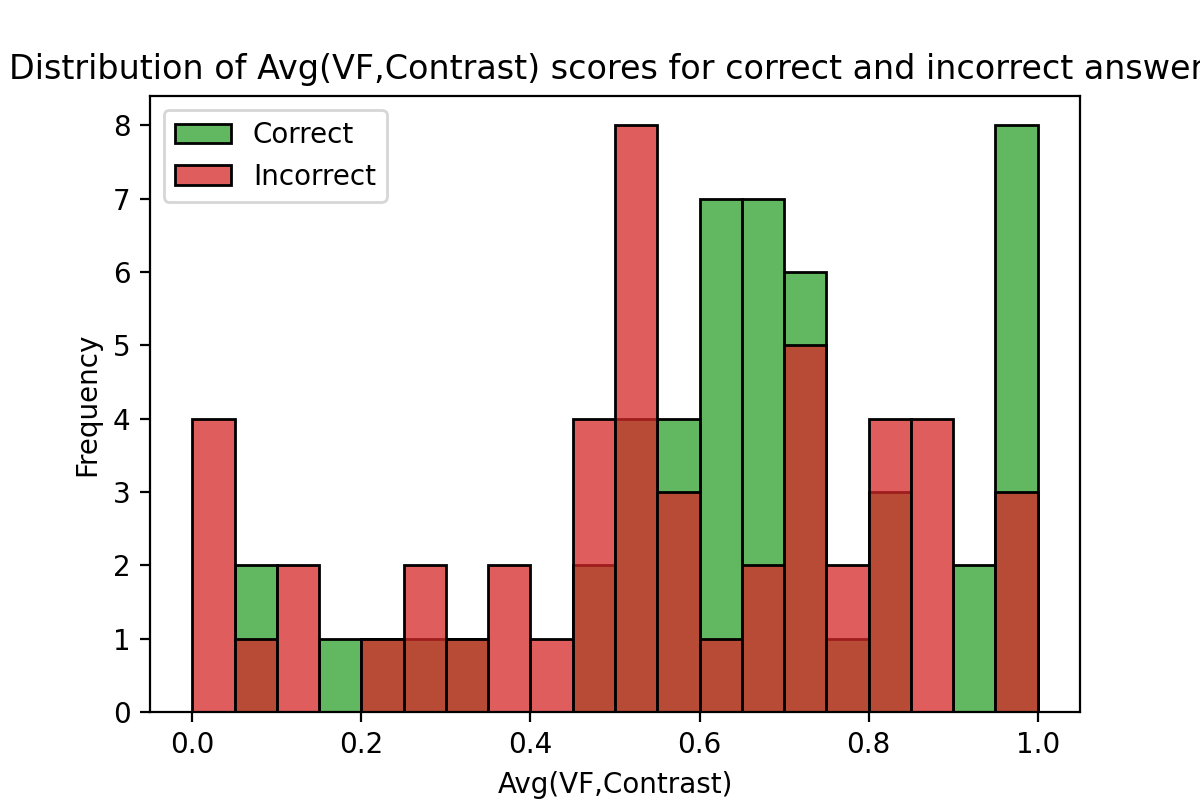 Distribution of Avg(VF,Contrast) scores for correct and incorrect answer
Correct
Incorrect
8
7
6
5
4
3
2
1
0
Frequency
0.0 0.2 0.4 0.6 0.8 1.0
Avg(VF,Contrast)